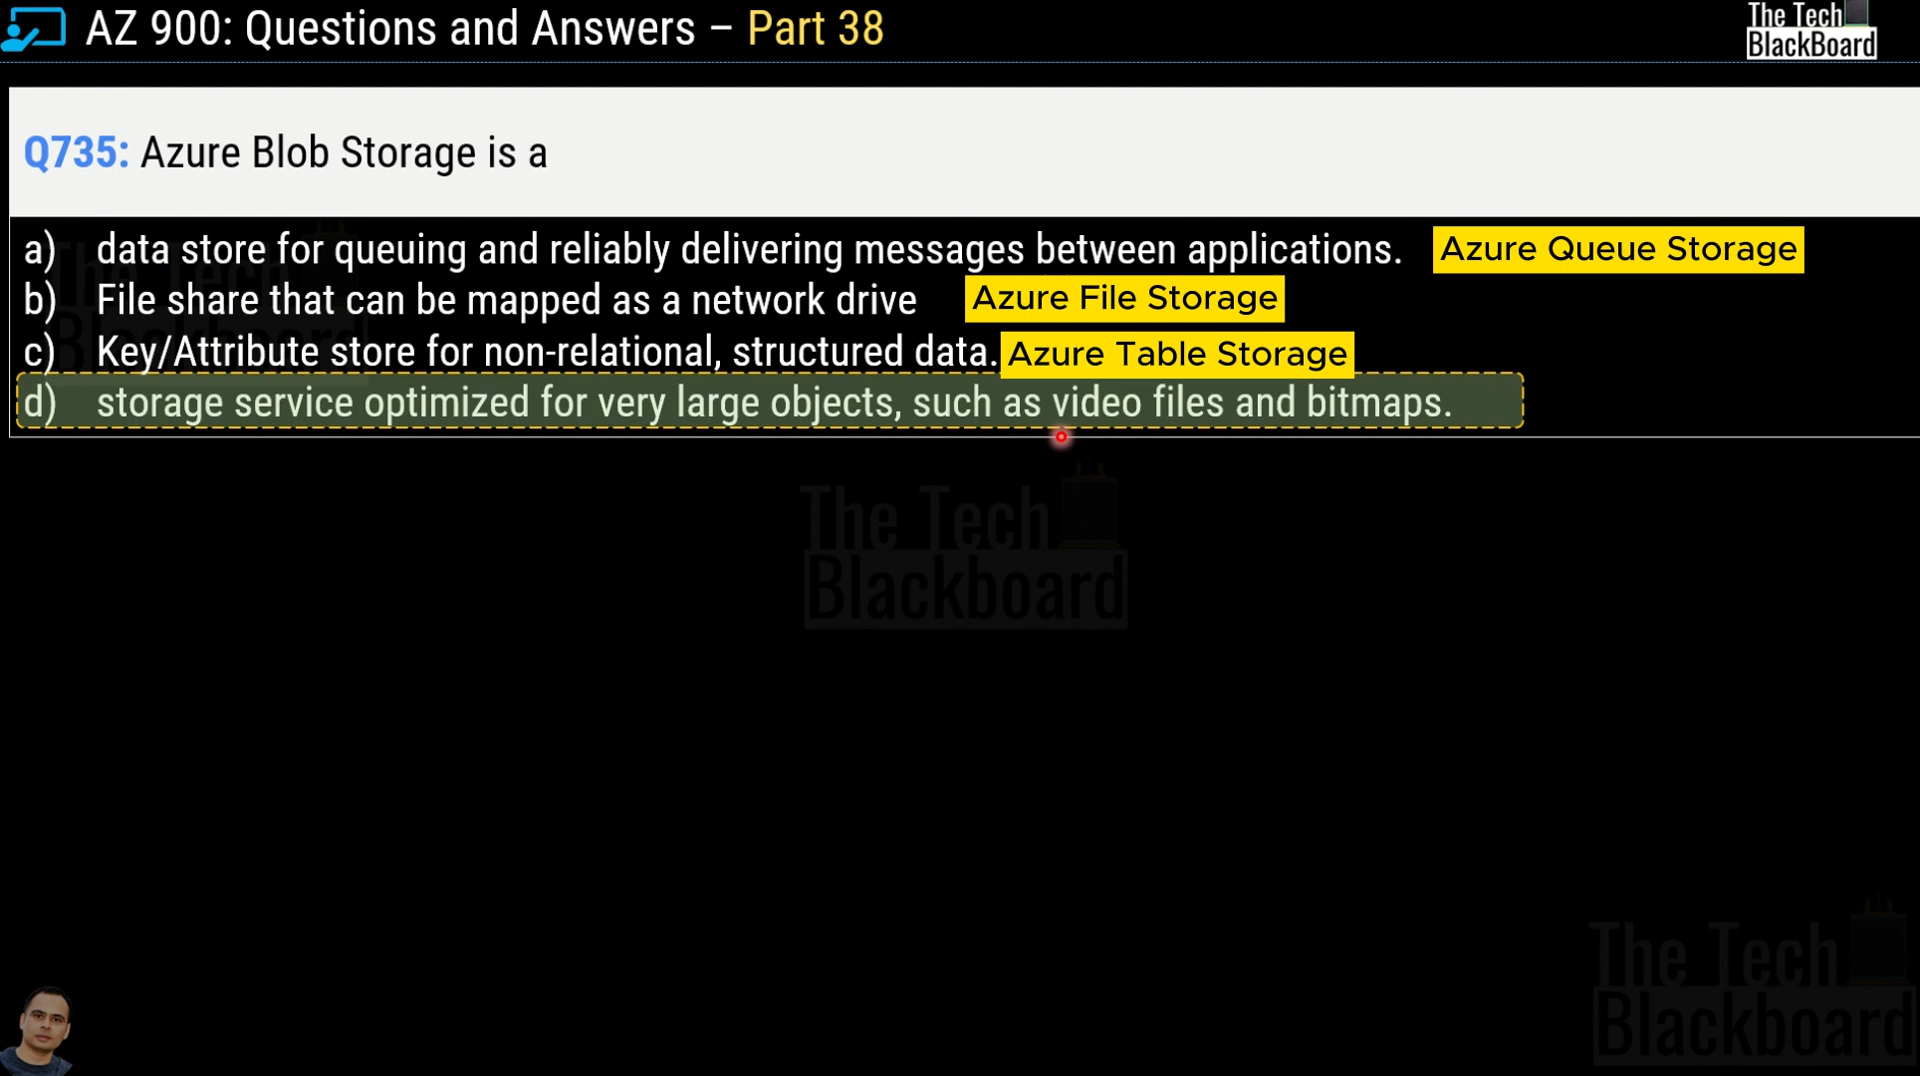 AZ 900: Questions and Answers – Part 38
The Tech
BlackBoard
Q735: Azure Blob Storage is a
a) data store for queuing and reliably delivering messages between applications. Azure Queue Storage
b) File share that can be mapped as a network drive Azure File Storage
c) Key/Attribute store for non-relational, structured data. Azure Table Storage
d) storage service optimized for very large objects, such as video files and bitmaps.
The Tech
Blackboard
The Tech
Blackboard
The Tech
Blackboard